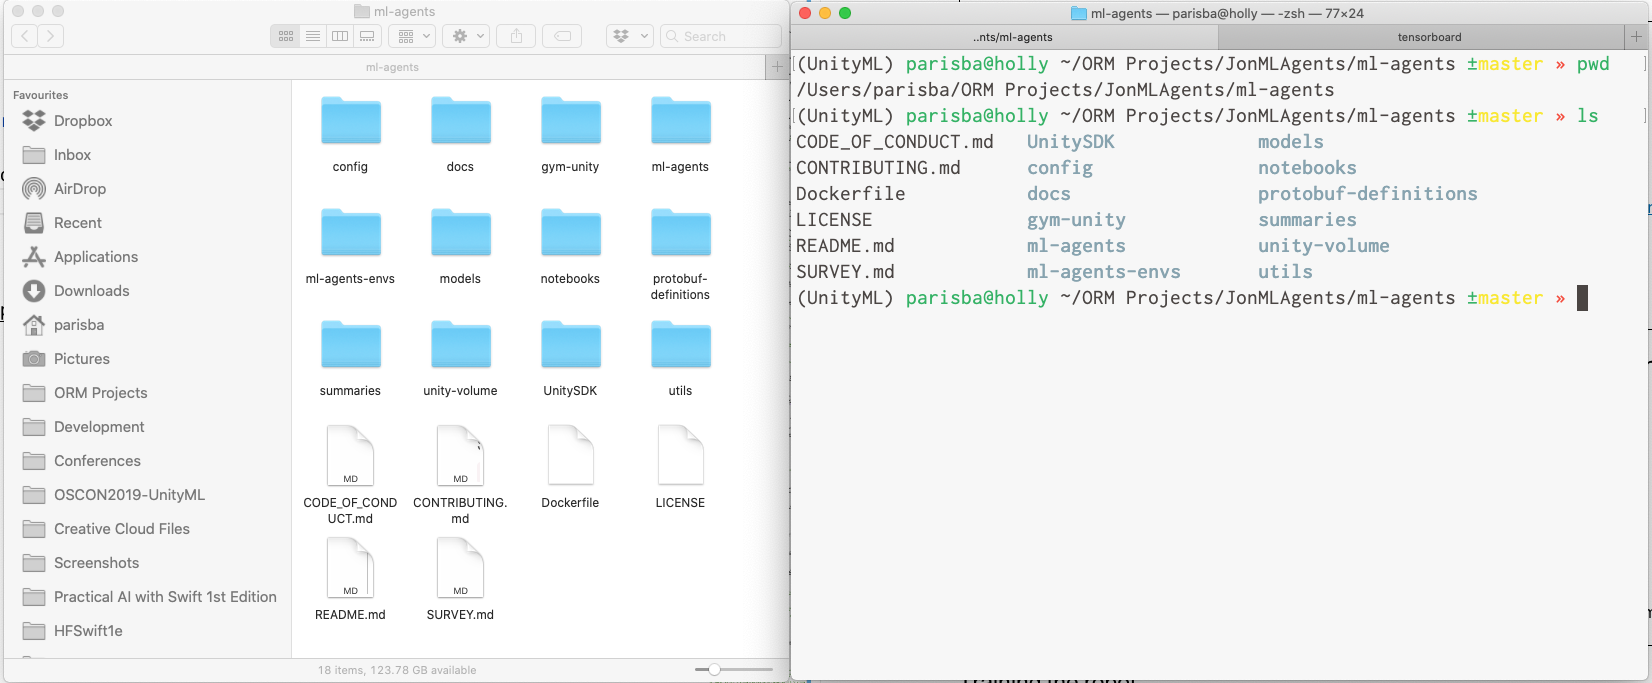 ml-agents
Search
ml-agents
Favourites
Dropbox
Inbox
AirDrop
Recent
Applications
Downloads
parisba
Pictures
ORM Projects
Development
Conferences
OSCON2019-UnityML
Creative Cloud Files
Screenshots
Practical AI with Swift 1st Edition
HFSwift1e
config docs gym-unity ml-agents
ml-agents-envs models notebooks protobuf-
definitions
summaries unity-volume UnitySDK utils
MD MD
CODE_OF_COND CONTRIBUTING. Dockerfile LICENSE
UCT.md md
MD MD
README.md SURVEY.md
18 items, 123.78 GB available
ml-agents — parisba@holly — -zsh — 77×24
..nts/ml-agents tensorboard
[(UnityML) parisba@holly ~/ORM Projects/JonMLAgents/ml-agents ±master » pwd ]
/Users/parisba/ORM Projects/JonMLAgents/ml-agents
[(UnityML) parisba@holly ~/ORM Projects/JonMLAgents/ml-agents ±master » ls ]
CODE_OF_CONDUCT.md UnitySDK models
CONTRIBUTING.md config notebooks
Dockerfile docs protobuf-definitions
LICENSE gym-unity summaries
README.md ml-agents unity-volume
SURVEY.md ml-agents-envs utils
(UnityML) parisba@holly ~/ORM Projects/JonMLAgents/ml-agents ±master »